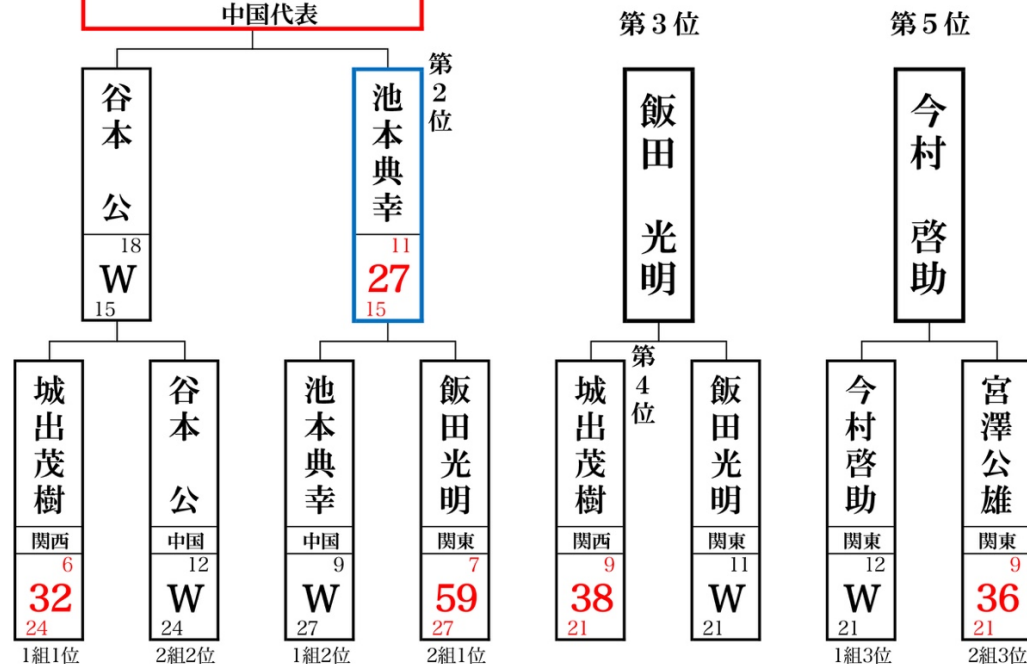 中国代表
谷本 公
18
W
15
池本典幸
11
27
15
第2位
城出茂樹
関西
6
32
24
1組1位
谷本 公
中国
12
W
24
2組2位
池本典幸
中国
9
W
27
1組2位
飯田光明
関東
7
59
27
2組1位
第3位
飯田 光明
城出茂樹
関西
9
38
21
第4位
飯田光明
関東
11
W
21
第5位
今村 啓助
今村啓助
関東
12
W
21
1組3位
宮澤公雄
関東
9
36
21
2組3位